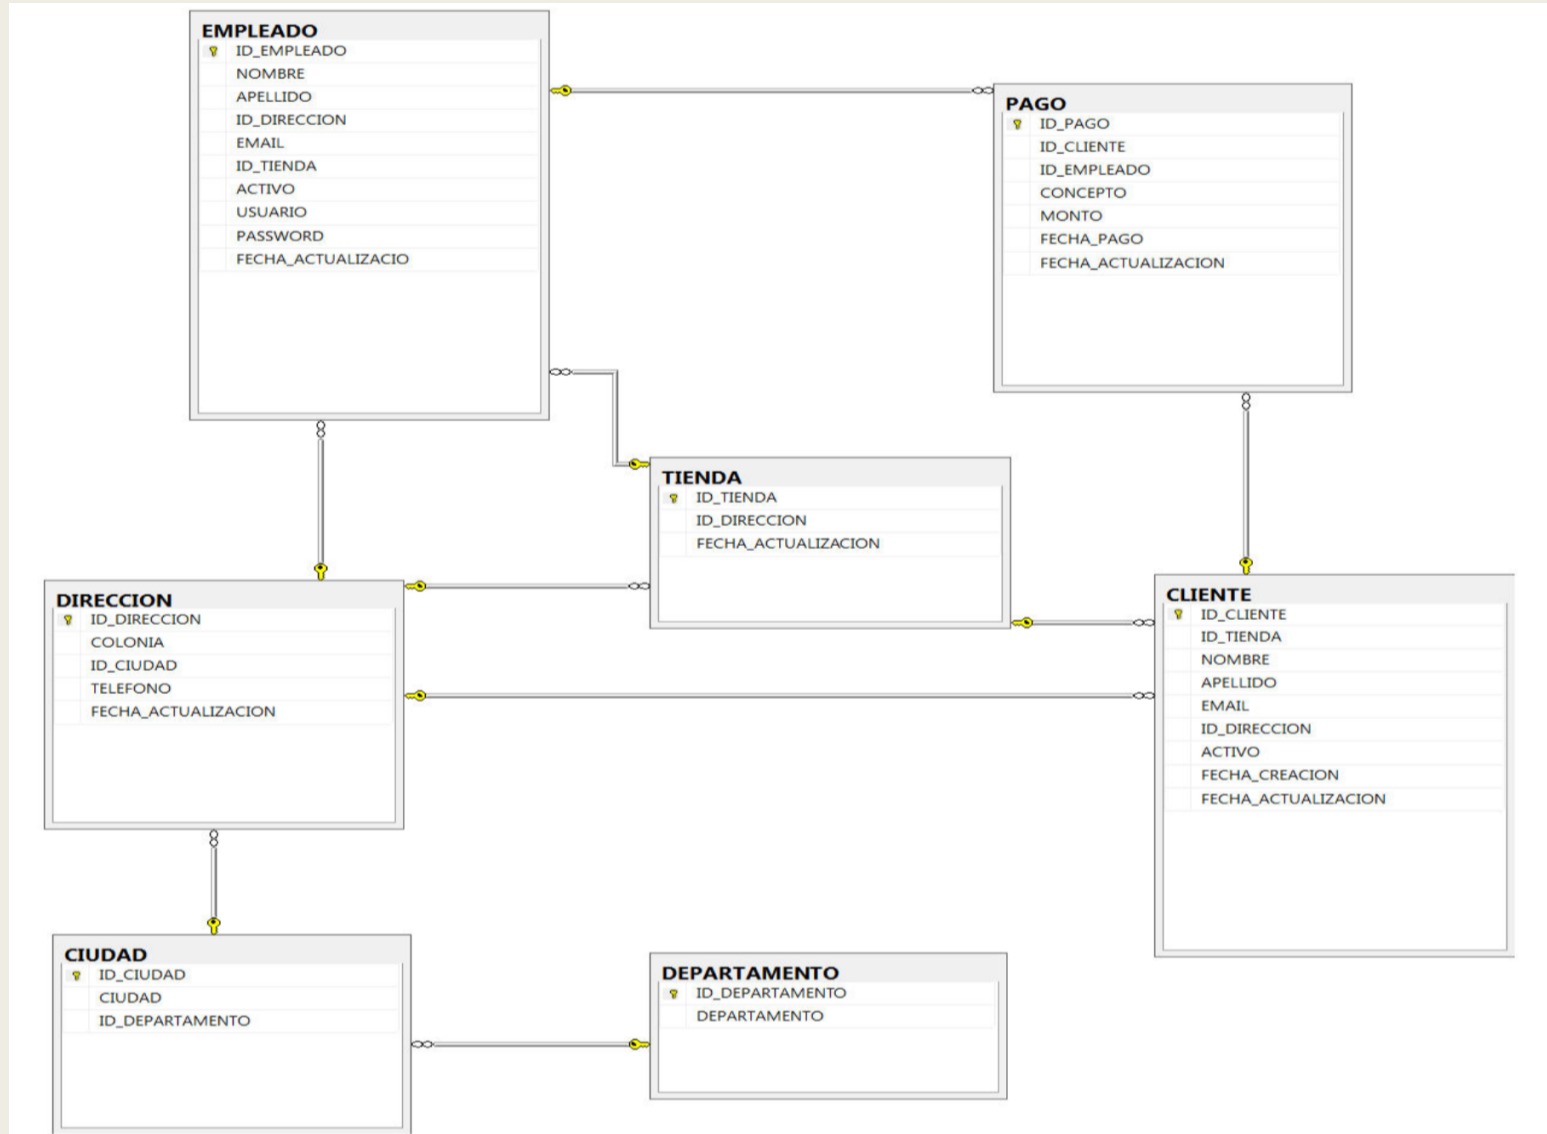 EMPLEADO
ID_EMPLEADO
NOMBRE
APELLIDO
ID_DIRECCION
EMAIL
ID_TIENDA
ACTIVO
USUARIO
PASSWORD
FECHA_ACTUALIZACIO
PAGO
ID_PAGO
ID_CLIENTE
ID_EMPLEADO
CONCEPTO
MONTO
FECHA_PAGO
FECHA_ACTUALIZACION
TIENDA
ID_TIENDA
ID_DIRECCION
FECHA_ACTUALIZACION
DIRECCION
ID_DIRECCION
COLONIA
ID_CIUDAD
TELEFONO
FECHA_ACTUALIZACION
CLIENTE
ID_CLIENTE
ID_TIENDA
NOMBRE
APELLIDO
EMAIL
ID_DIRECCION
ACTIVO
FECHA_CREACION
FECHA_ACTUALIZACION
CIUDAD
ID_CIUDAD
CIUDAD
ID_DEPARTAMENTO
DEPARTAMENTO
ID_DEPARTAMENTO
DEPARTAMENTO